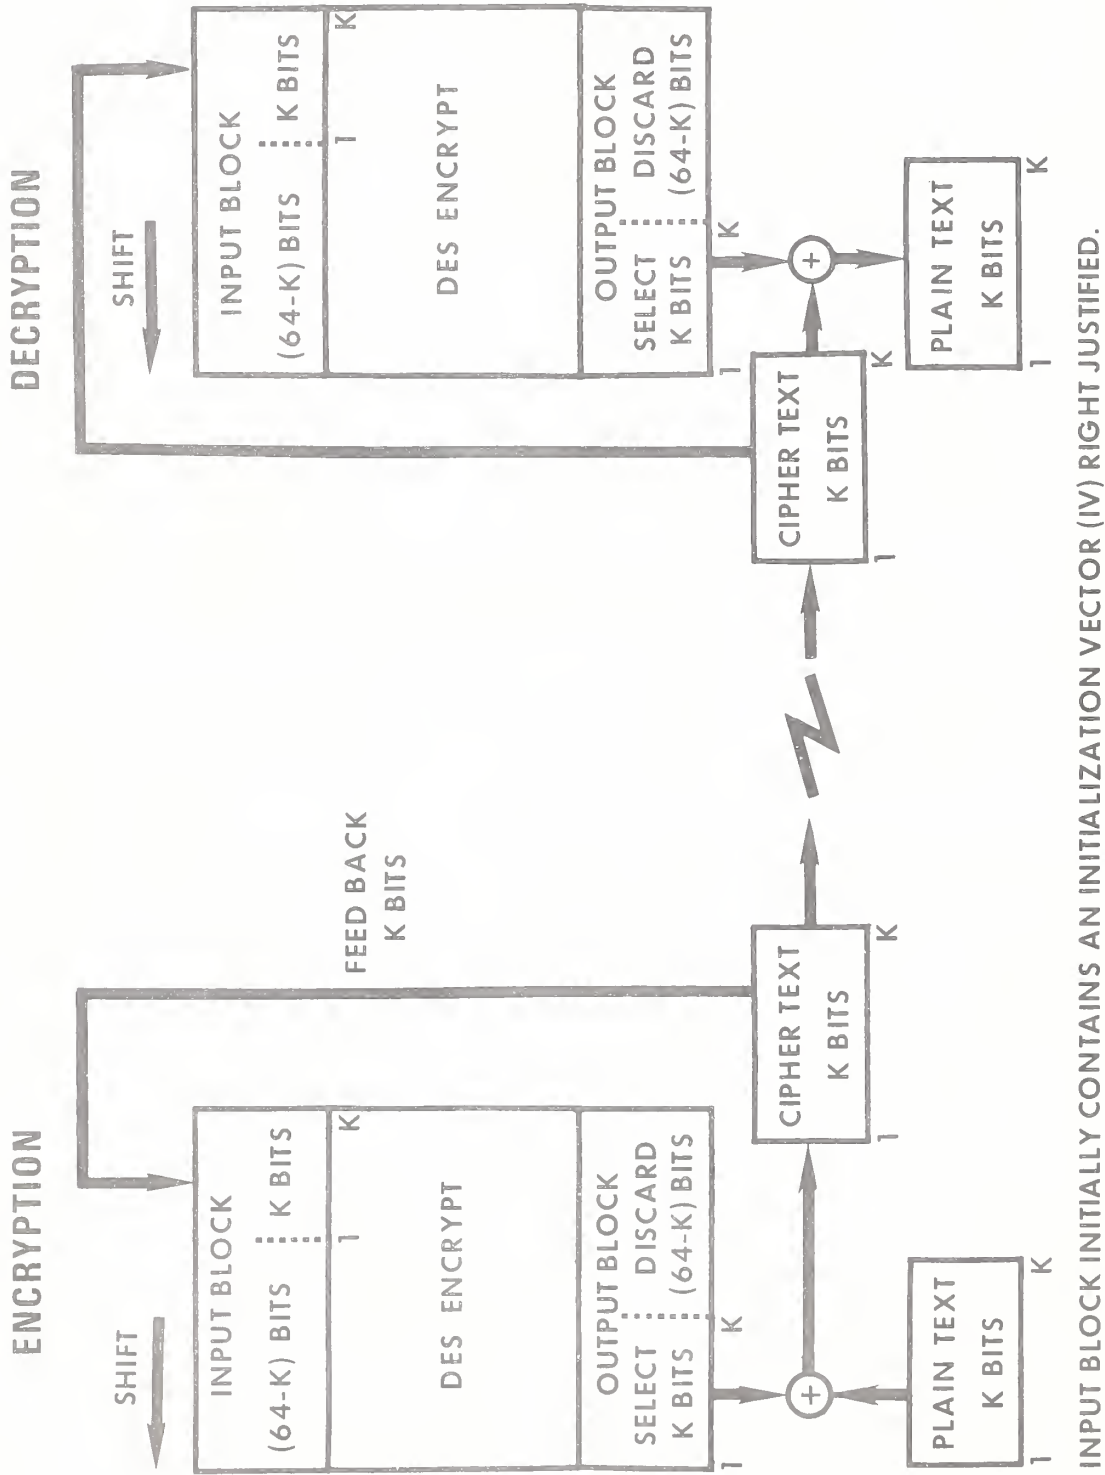 ENCRYPTION
SHIFT
INPUT BLOCK
(64-K) BITS K BITS
1 K
DES ENCRYPT
OUTPUT BLOCK
SELECT DISCARD
K BITS (64-K) BITS
1 K
PLAIN TEXT
K BITS
1 K
+
FEED BACK
K BITS
CIPHER TEXT
K BITS
1 K
DECRYPTION
SHIFT
INPUT BLOCK
(64-K) BITS K BITS
1 K
DES ENCRYPT
OUTPUT BLOCK
SELECT DISCARD
K BITS (64-K) BITS
1 K
CIPHER TEXT
K BITS
1 K
+
PLAIN TEXT
K BITS
1 K
INPUT BLOCK INITIALLY CONTAINS AN INITIALIZATION VECTOR (IV) RIGHT JUSTIFIED.